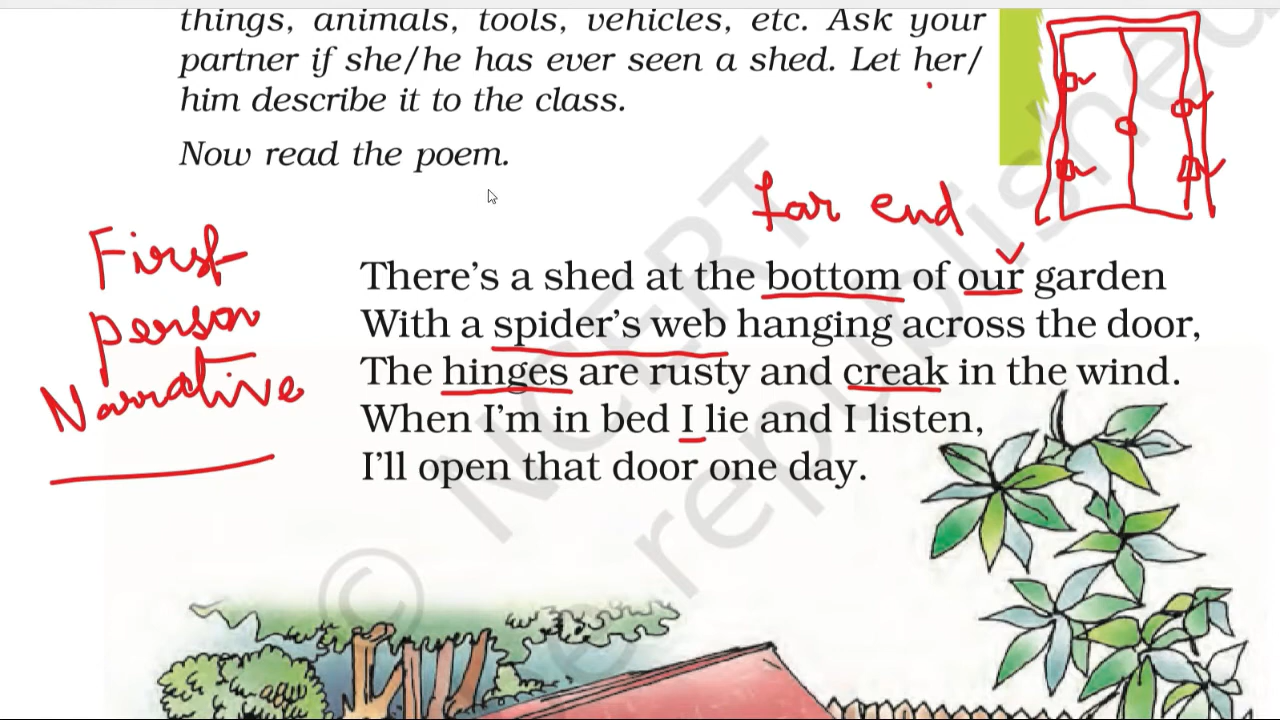 things, animals, tools, vehicles, etc. Ask your
partner if she/he has ever seen a shed. Let her/
him describe it to the class.
Now read the poem.
far end
First
person
Narrative
There's a shed at the bottom of our garden
With a spider's web hanging across the door,
The hinges are rusty and creak in the wind.
When I'm in bed I lie and I listen,
I'll open that door one day.
© NCERT
republished